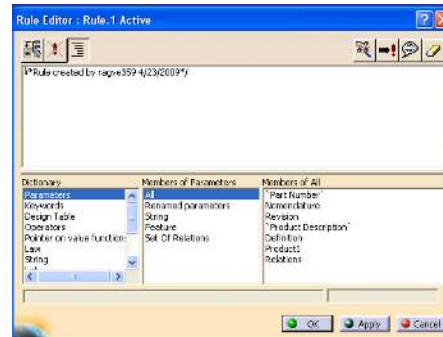 Rule Editor : Rule.1 Active
/*Rule created by ragve359 4/23/2009*/
Dictionary
Parameters
Keywords
Design Table
Operators
Pointer on value function
Law
String
Members of Parameters
All
Renamed parameters
String
Feature
Set Of Relations
Members of All
`Part Number`
Nomenclature
Revision
`Product Description`
Definition
Product1
Relations
OK
Apply
Cancel